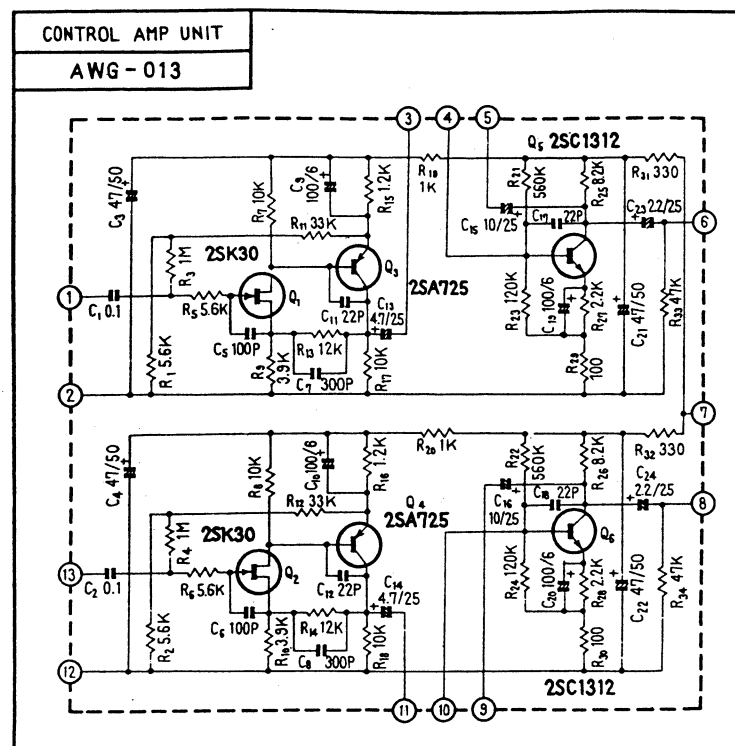 CONTROL AMP UNIT
AWG-013
3
4
5
Q5 2SC1312
C3 47/50
R7 10K
C9 100/6
R15 1.2K
R19 1K
R21 560K
R25 8.2K
R31 330
R11 33K
C15 10/25
C17 22P
C23 2.2/25
6
R3 1M
2SK30
Q3
2SA725
1
C1 0.1
R5 5.6K
Q1
C11 22P
C13 4.7/25
R23 120K
C19 100/6
R27 2.2K
C21 47/50
R33 47K
R1 5.6K
C5 100P
R9 3.9K
R13 12K
C7 300P
R17 10K
R29 100
2
7
C4 47/50
R8 10K
C10 100/6
R16 1.2K
R20 1K
R22 560K
R26 8.2K
R32 330
R12 33K
Q4
2SA725
C16 10/25
C18 22P
C24 2.2/25
8
R4 1M
2SK30
13
C2 0.1
R6 5.6K
Q2
C12 22P
C14 4.7/25
Q6
R24 120K
C20 100/6
R28 2.2K
C22 47/50
R34 47K
R2 5.6K
C6 100P
R10 3.9K
R14 12K
C8 300P
R18 10K
R30 100
12
2SC1312
11
10
9